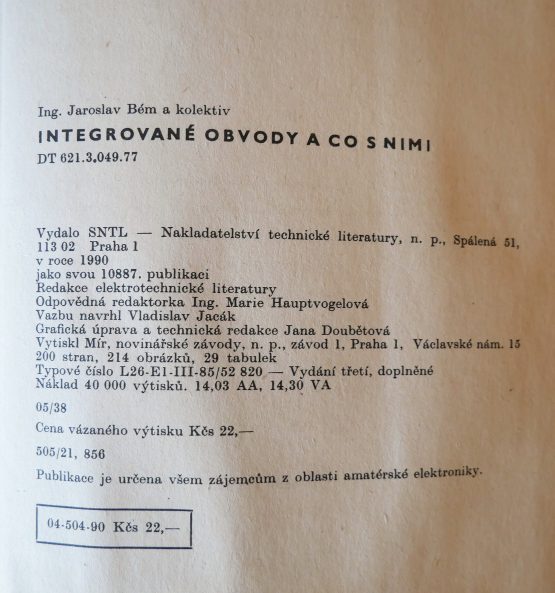 Ing. Jaroslav Bém a kolektiv
INTEGROVANÉ OBVODY A CO S NIMI
DT 621.3.049.77
Vydalo SNTL — Nakladatelství technické literatury, n. p., Spálená 51,
113 02 Praha 1
v roce 1990
jako svou 10887. publikaci
Redakce elektrotechnické literatury
Odpovědná redaktorka Ing. Marie Hauptvogelová
Vazbu navrhl Vladislav Jacák
Grafická úprava a technická redakce Jana Doubětová
Vytiskl Mír, novinářské závody, n. p., závod 1, Praha 1, Václavské nám. 15
200 stran, 214 obrázků, 29 tabulek
Typové číslo L26-E1-III-85/52 820 — Vydání třetí, doplněné
Náklad 40 000 výtisků. 14,03 AA, 14,30 VA
05/38
Cena vázaného výtisku Kčs 22,—
505/21, 856
Publikace je určena všem zájemcům z oblasti amatérské elektroniky.
04-504-90 Kčs 22,—